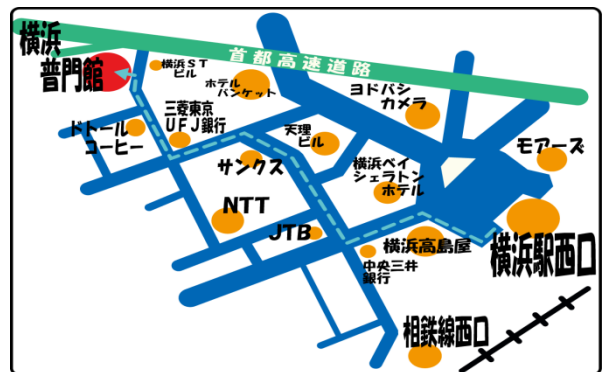 横浜
普門館
首都高速道路
横浜ST
ビル
ホテル
バンケット
ヨドバシ
カメラ
三菱東京
UFJ銀行
ドトール
コーヒー
天理
ビル
モアーズ
サンクス
横浜ベイ
シェラトン
ホテル
NTT
JTB
横浜高島屋
横浜駅西口
中央三井
銀行
相鉄線西口